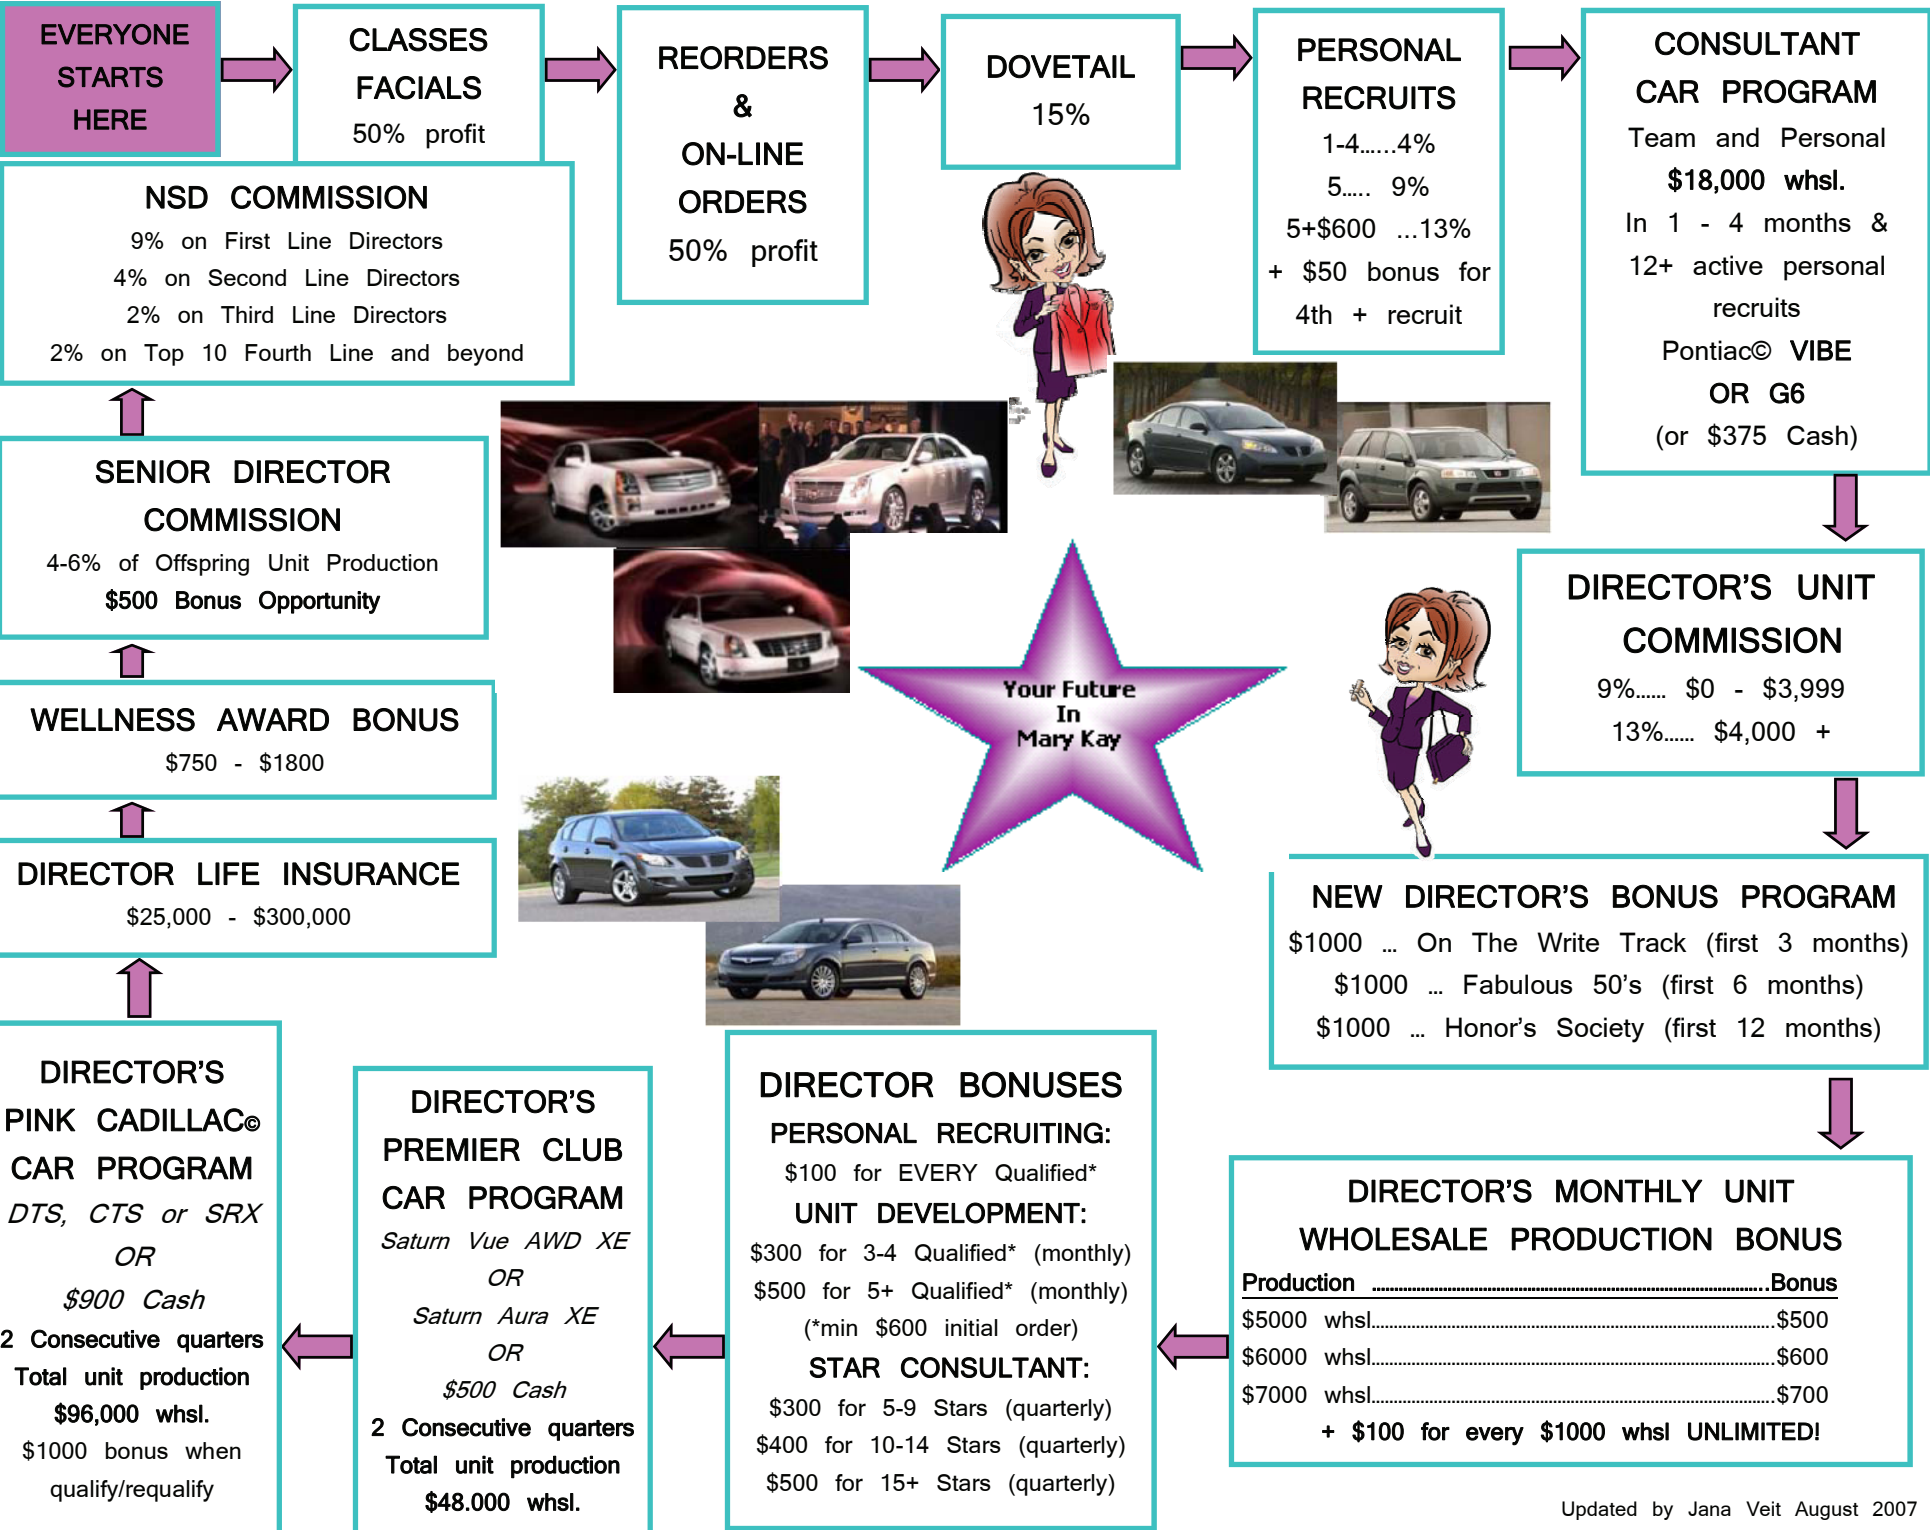 EVERYONE
STARTS
HERE
CLASSES
FACIALS
50% profit
REORDERS
&
ON-LINE
ORDERS
50% profit
DOVETAIL
15%
PERSONAL
RECRUITS
1-4......4%
5..... 9%
5+$600 ...13%
+ $50 bonus for
4th + recruit
CONSULTANT
CAR PROGRAM
Team and Personal
$18,000 whsl.
In 1 - 4 months &
12+ active personal
recruits
Pontiac© VIBE
OR G6
(or $375 Cash)
DIRECTOR'S UNIT
COMMISSION
9%...... $0 - $3,999
13%...... $4,000 +
NEW DIRECTOR'S BONUS PROGRAM
$1000 ... On The Write Track (first 3 months)
$1000 ... Fabulous 50's (first 6 months)
$1000 ... Honor's Society (first 12 months)
DIRECTOR'S MONTHLY UNIT
WHOLESALE PRODUCTION BONUS
Production ...Bonus
$5000 whsl...$500
$6000 whsl...$600
$7000 whsl...$700
+ $100 for every $1000 whsl UNLIMITED!
DIRECTOR BONUSES
PERSONAL RECRUITING:
$100 for EVERY Qualified*
UNIT DEVELOPMENT:
$300 for 3-4 Qualified* (monthly)
$500 for 5+ Qualified* (monthly)
(*min $600 initial order)
STAR CONSULTANT:
$300 for 5-9 Stars (quarterly)
$400 for 10-14 Stars (quarterly)
$500 for 15+ Stars (quarterly)
DIRECTOR'S
PREMIER CLUB
CAR PROGRAM
Saturn Vue AWD XE
OR
Saturn Aura XE
OR
$500 Cash
2 Consecutive quarters
Total unit production
$48.000 whsl.
DIRECTOR'S
PINK CADILLAC©
CAR PROGRAM
DTS, CTS or SRX
OR
$900 Cash
2 Consecutive quarters
Total unit production
$96,000 whsl.
$1000 bonus when
qualify/requalify
DIRECTOR LIFE INSURANCE
$25,000 - $300,000
WELLNESS AWARD BONUS
$750 - $1800
SENIOR DIRECTOR
COMMISSION
4-6% of Offspring Unit Production
$500 Bonus Opportunity
NSD COMMISSION
9% on First Line Directors
4% on Second Line Directors
2% on Third Line Directors
2% on Top 10 Fourth Line and beyond
Your Future
In
Mary Kay
Updated by Jana Veit August 2007